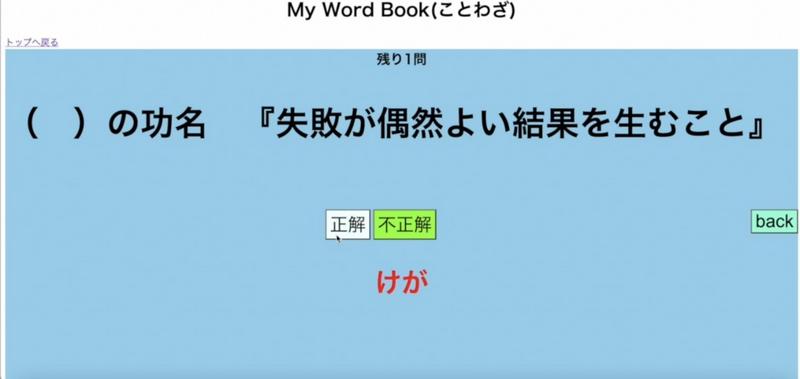 My Word Book(ことわざ)
トップへ戻る
残り1問
（　）の功名　『失敗が偶然よい結果を生むこと』
正解 不正解 back
けが